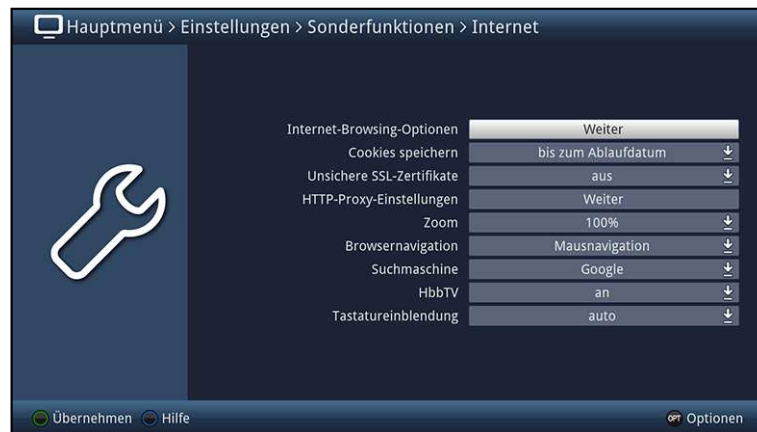 Hauptmenü > Einstellungen > Sonderfunktionen > Internet
Internet-Browsing-Optionen Weiter
Cookies speichern bis zum Ablaufdatum
Unsichere SSL-Zertifikate aus
HTTP-Proxy-Einstellungen Weiter
Zoom 100%
Browsernavigation Mausnavigation
Suchmaschine Google
HbbTV an
Tastatureinblendung auto
Übernehmen Hilfe OPT Optionen